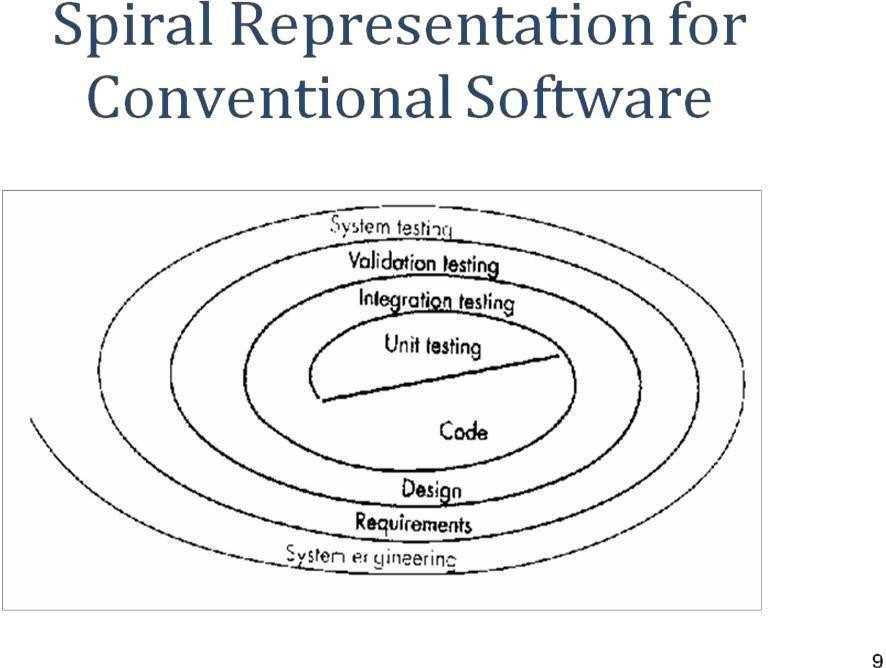 Spiral Representation for
Conventional Software
System testing
Validation testing
Integration testing
Unit testing
Code
Design
Requirements
System engineering
9